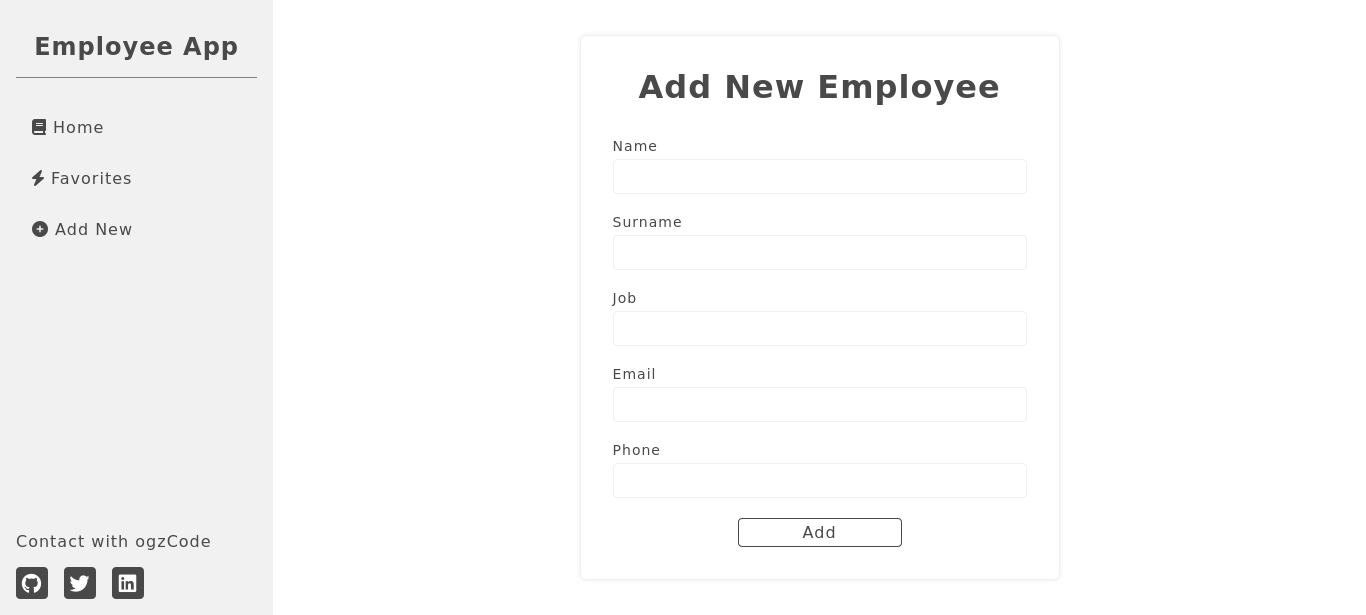 Employee App
Home
Favorites
Add New
Contact with ogzCode
Add New Employee
Name
Surname
Job
Email
Phone
Add